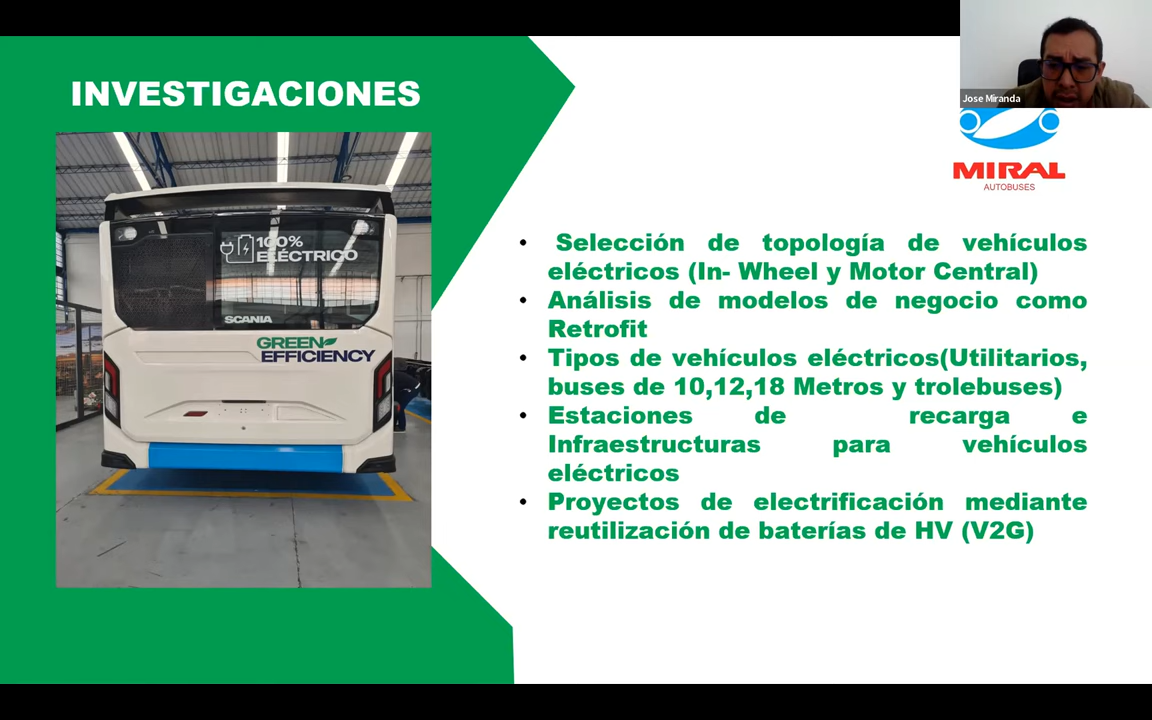 INVESTIGACIONES
100%
ELÉCTRICO
SCANIA
GREEN
EFFICIENCY
Jose Miranda
MIRAL
AUTOBUSES
• Selección de topología de vehículos
eléctricos (In- Wheel y Motor Central)
• Análisis de modelos de negocio como
Retrofit
• Tipos de vehículos eléctricos(Utilitarios,
buses de 10,12,18 Metros y trolebuses)
• Estaciones de recarga e
Infraestructuras para vehículos
eléctricos
• Proyectos de electrificación mediante
reutilización de baterías de HV (V2G)